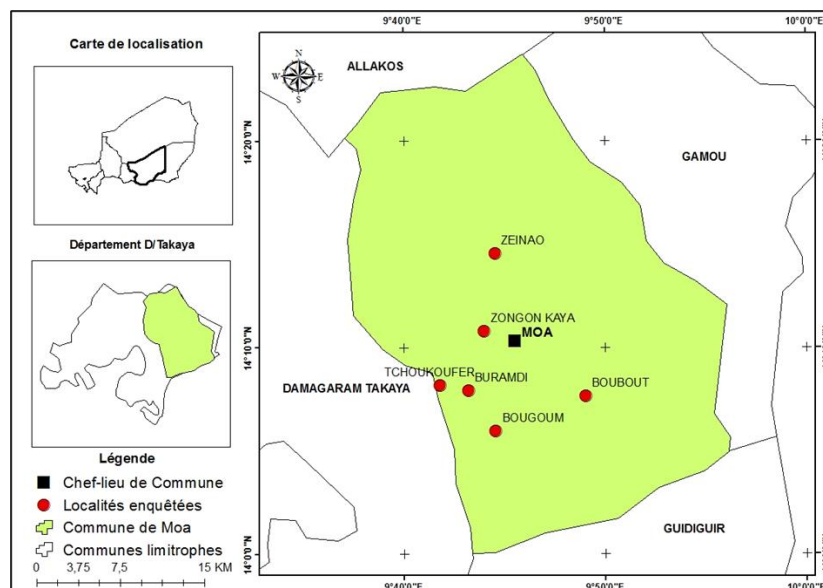 Carte de localisation
Département D/Takaya
Légende
Chef-lieu de Commune
Localités enquêtées
Commune de Moa
Communes limitrophes
0 3,75 7,5 15 KM
9°40'0"E 9°50'0"E 10°0'0"E
14°20'0"N
14°10'0"N
14°0'0"N
N
W E
S
ALLAKOS
GAMOU
ZEINAO
ZONGON KAYA
MOA
TCHOUKOUFER
BURAMDI
DAMAGARAM TAKAYA
BOUBOUT
BOUGOUM
GUIDIGUIR
9°40'0"E 9°50'0"E 10°0'0"E